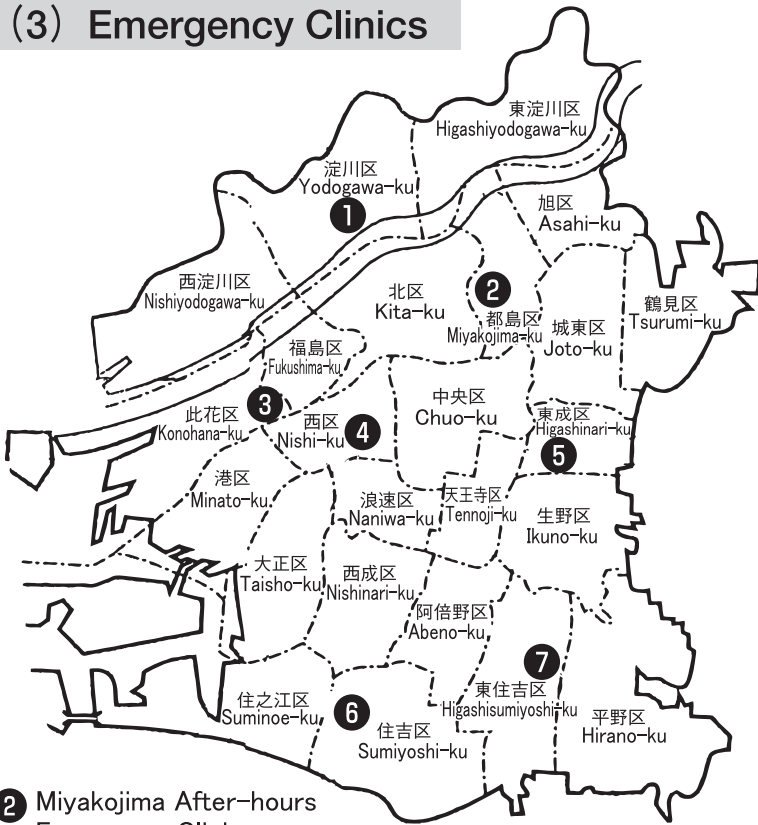 (3) Emergency Clinics
東淀川区
Higashiyodogawa-ku
淀川区
Yodogawa-ku
1
旭区
Asahi-ku
西淀川区
Nishiyodogawa-ku
北区
Kita-ku
2
都島区
Miyakojima-ku
城東区
Joto-ku
鶴見区
Tsurumi-ku
福島区
Fukushima-ku
此花区
Konohana-ku
3
西区
Nishi-ku
4
中央区
Chuo-ku
東成区
Higashinari-ku
5
港区
Minato-ku
浪速区
Naniwa-ku
天王寺区
Tennoji-ku
生野区
Ikuno-ku
大正区
Taisho-ku
西成区
Nishinari-ku
阿倍野区
Abeno-ku
7
住之江区
Suminoe-ku
6
住吉区
Sumiyoshi-ku
東住吉区
Higashisumiyoshi-ku
平野区
Hirano-ku
2 Miyakojima After-hours